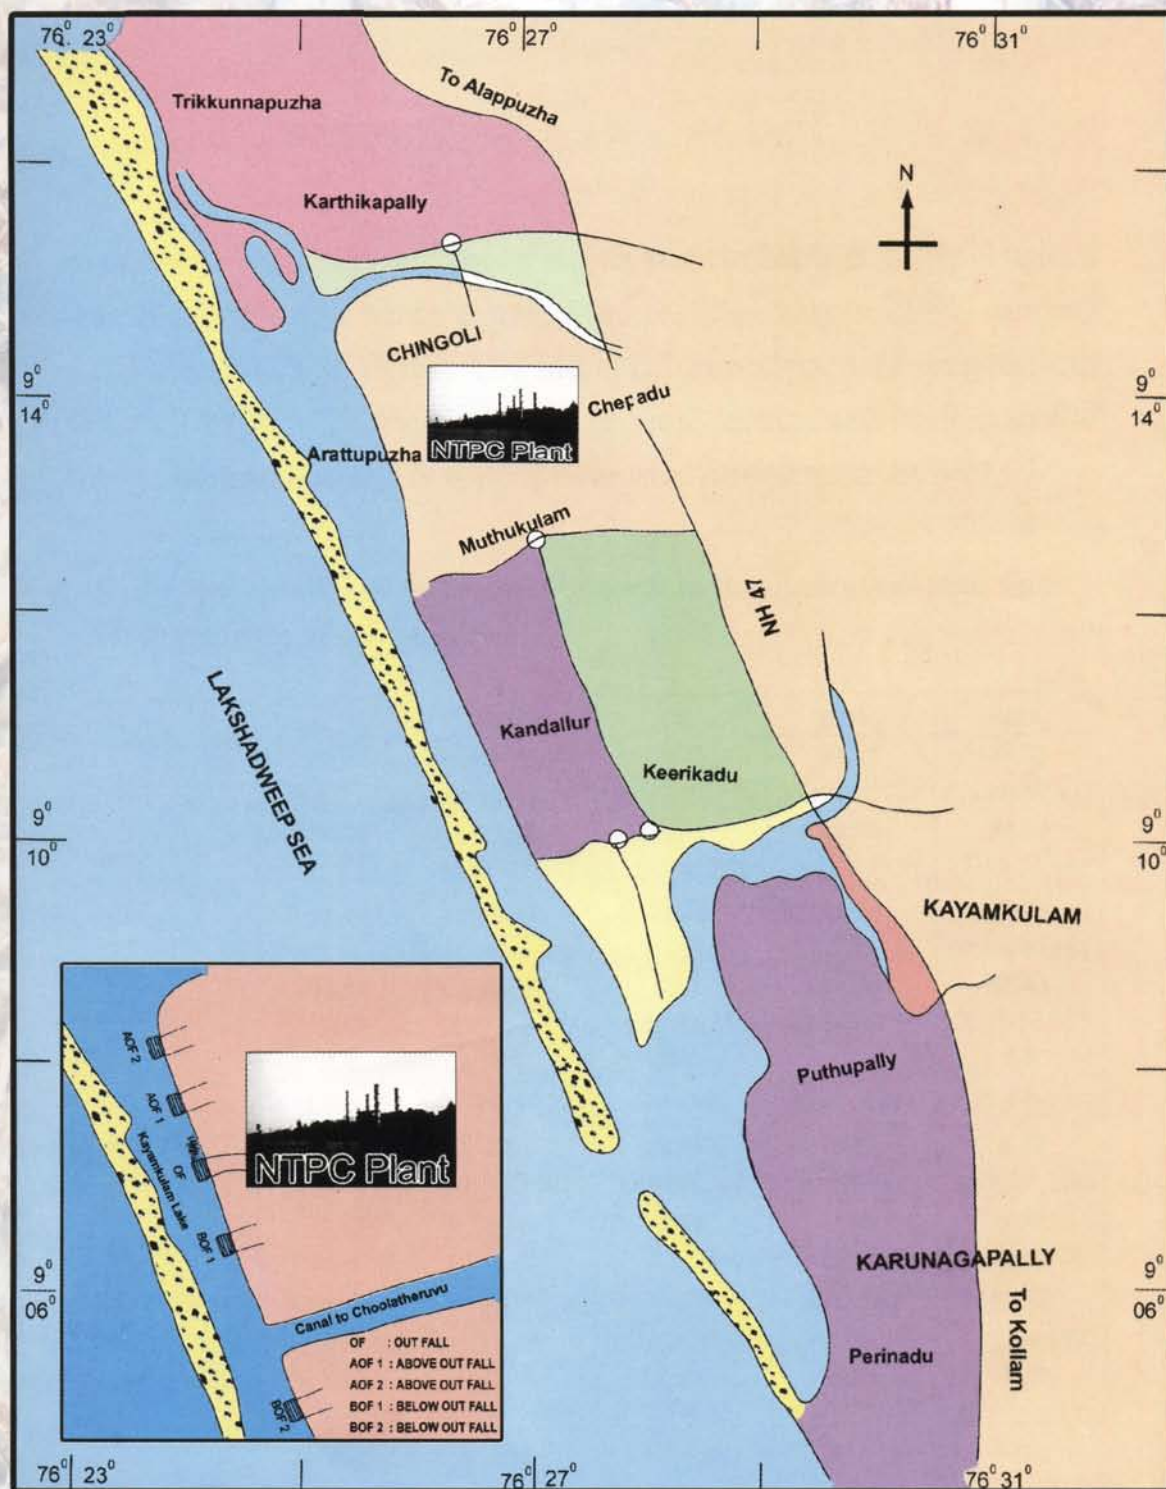 76° 23°
76° 27°
76° 31°
To Alappuzha
Trikkunnapuzha
Karthikapally
N
CHINGOLI
9°
14°
9°
14°
Chepadu
NTPC Plant
Arattupuzha
Muthukulam
NH 47
LAKSHADWEEP SEA
Kandallur
Keerikadu
9°
10°
9°
10°
KAYAMKULAM
Puthupally
KARUNAGAPALLY
9°
06°
9°
06°
To Kollam
Perinadu
AOF 2
AOF 1
OF
Kayamkulam Lake
BOF 1
BOF 2
NTPC Plant
Canal to Choolatheruvu
OF : OUT FALL
AOF 1 : ABOVE OUT FALL
AOF 2 : ABOVE OUT FALL
BOF 1 : BELOW OUT FALL
BOF 2 : BELOW OUT FALL
76° 23°
76° 27°
76° 31°